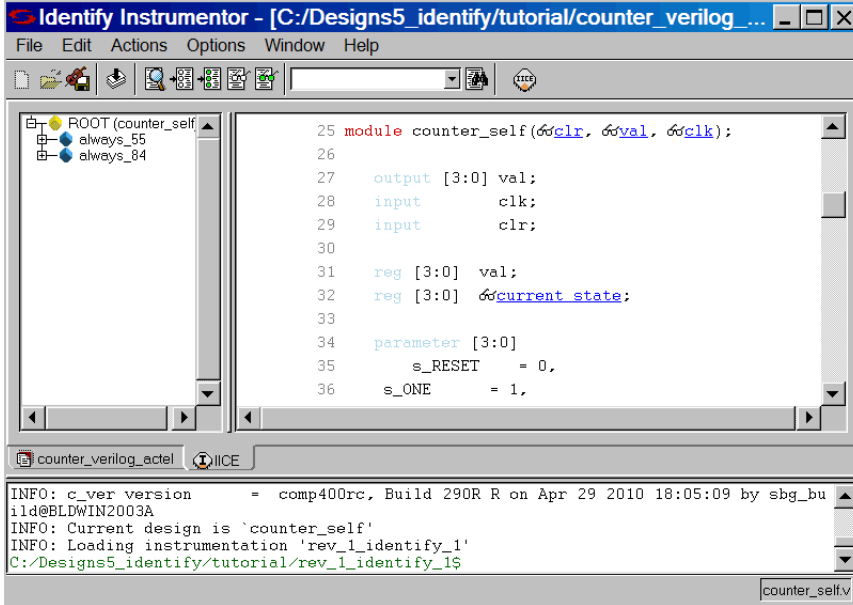 Identify Instrumentor - [C:/Designs5_identify/tutorial/counter_verilog_...
File Edit Actions Options Window Help
IICE
ROOT (counter_self
always_55
always_84
25 module counter_self(clr, val, clk);
26
27 output [3:0] val;
28 input clk;
29 input clr;
30
31 reg [3:0] val;
32 reg [3:0] current_state;
33
34 parameter [3:0]
35 s_RESET = 0,
36 s_ONE = 1,
counter_verilog_actel IICE
INFO: c_ver version = comp400rc, Build 290R R on Apr 29 2010 18:05:09 by sbg_bu
ild@BLDWIN2003A
INFO: Current design is `counter_self'
INFO: Loading instrumentation 'rev_1_identify_1'
C:/Designs5_identify/tutorial/rev_1_identify_1$
counter_self.v